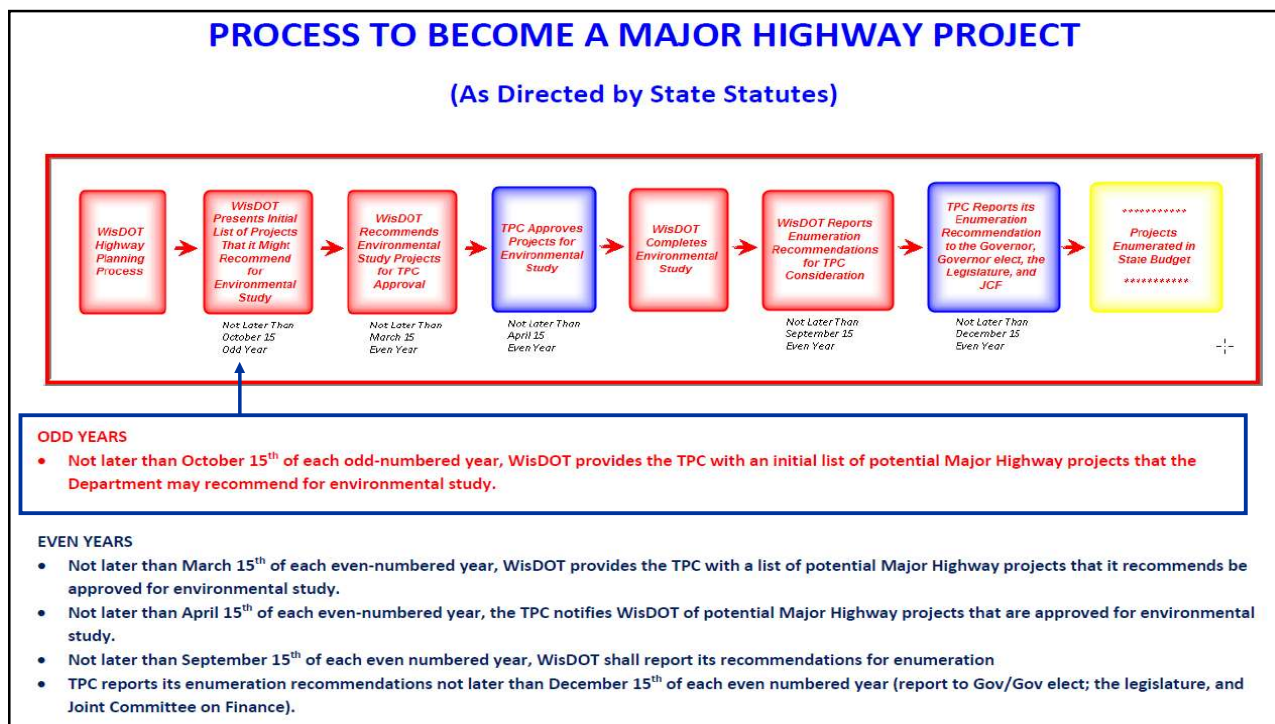 PROCESS TO BECOME A MAJOR HIGHWAY PROJECT
(As Directed by State Statutes)
WisDOT
Highway
Planning
Process
WisDOT
Presents Initial
List of Projects
That it Might
Recommend
for
Environmental
Study
Not Later Than
October 15
Odd Year
WisDOT
Recommends
Environmental
Study Projects
for TPC
Approval
Not Later Than
March 15
Even Year
TPC Approves
Projects for
Environmental
Study
Not Later Than
April 15
Even Year
WisDOT
Completes
Environmental
Study
WisDOT Reports
Enumeration
Recommendations
for TPC
Consideration
Not Later Than
September 15
Even Year
TPC Reports its
Enumeration
Recommendation
to the Governor,
Governor elect, the
Legislature, and
JCF
Not Later Than
December 15
Even Year
***********
Projects
Enumerated in
State Budget
***********
ODD YEARS
• Not later than October 15th of each odd-numbered year, WisDOT provides the TPC with an initial list of potential Major Highway projects that the
Department may recommend for environmental study.
EVEN YEARS
• Not later than March 15th of each even-numbered year, WisDOT provides the TPC with a list of potential Major Highway projects that it recommends be
approved for environmental study.
• Not later than April 15th of each even-numbered year, the TPC notifies WisDOT of potential Major Highway projects that are approved for environmental
study.
• Not later than September 15th of each even numbered year, WisDOT shall report its recommendations for enumeration
• TPC reports its enumeration recommendations not later than December 15th of each even numbered year (report to Gov/Gov elect; the legislature, and
Joint Committee on Finance).